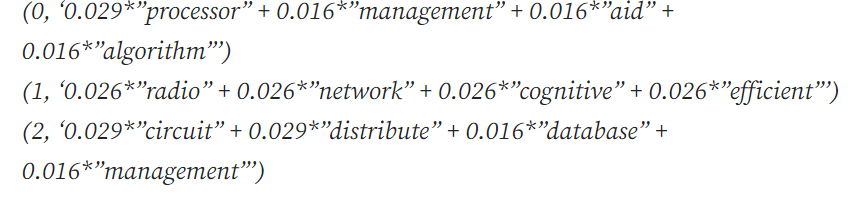 (0, ‘0.029*”processor” + 0.016*”management” + 0.016*”aid” +
0.016*”algorithm”’)
(1, ‘0.026*”radio” + 0.026*”network” + 0.026*”cognitive” + 0.026*”efficient”’)
(2, ‘0.029*”circuit” + 0.029*”distribute” + 0.016*”database” +
0.016*”management”’)